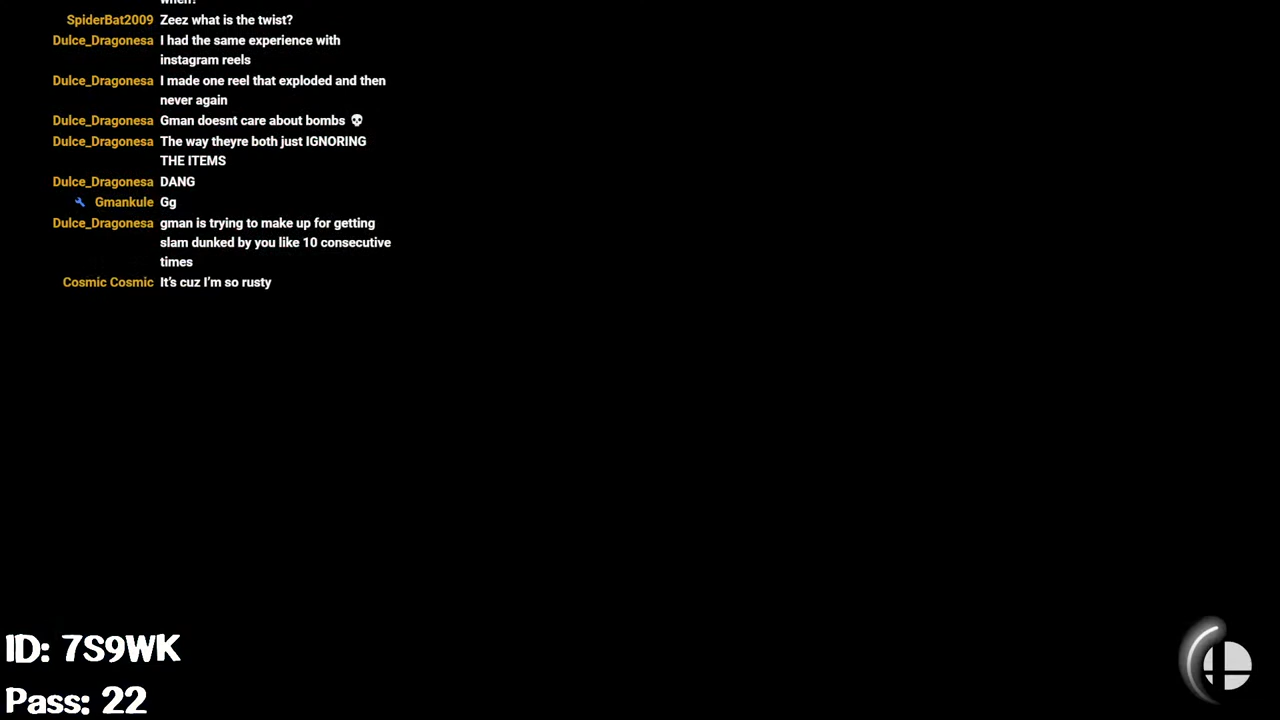 when?
SpiderBat2009 Zeez what is the twist?
Dulce_Dragonesa I had the same experience with
instagram reels
Dulce_Dragonesa I made one reel that exploded and then
never again
Dulce_Dragonesa Gman doesnt care about bombs 💀
Dulce_Dragonesa The way theyre both just IGNORING
THE ITEMS
Dulce_Dragonesa DANG
Gmankule Gg
Dulce_Dragonesa gman is trying to make up for getting
slam dunked by you like 10 consecutive
times
Cosmic Cosmic It’s cuz I’m so rusty
ID: 7S9WK
Pass: 22